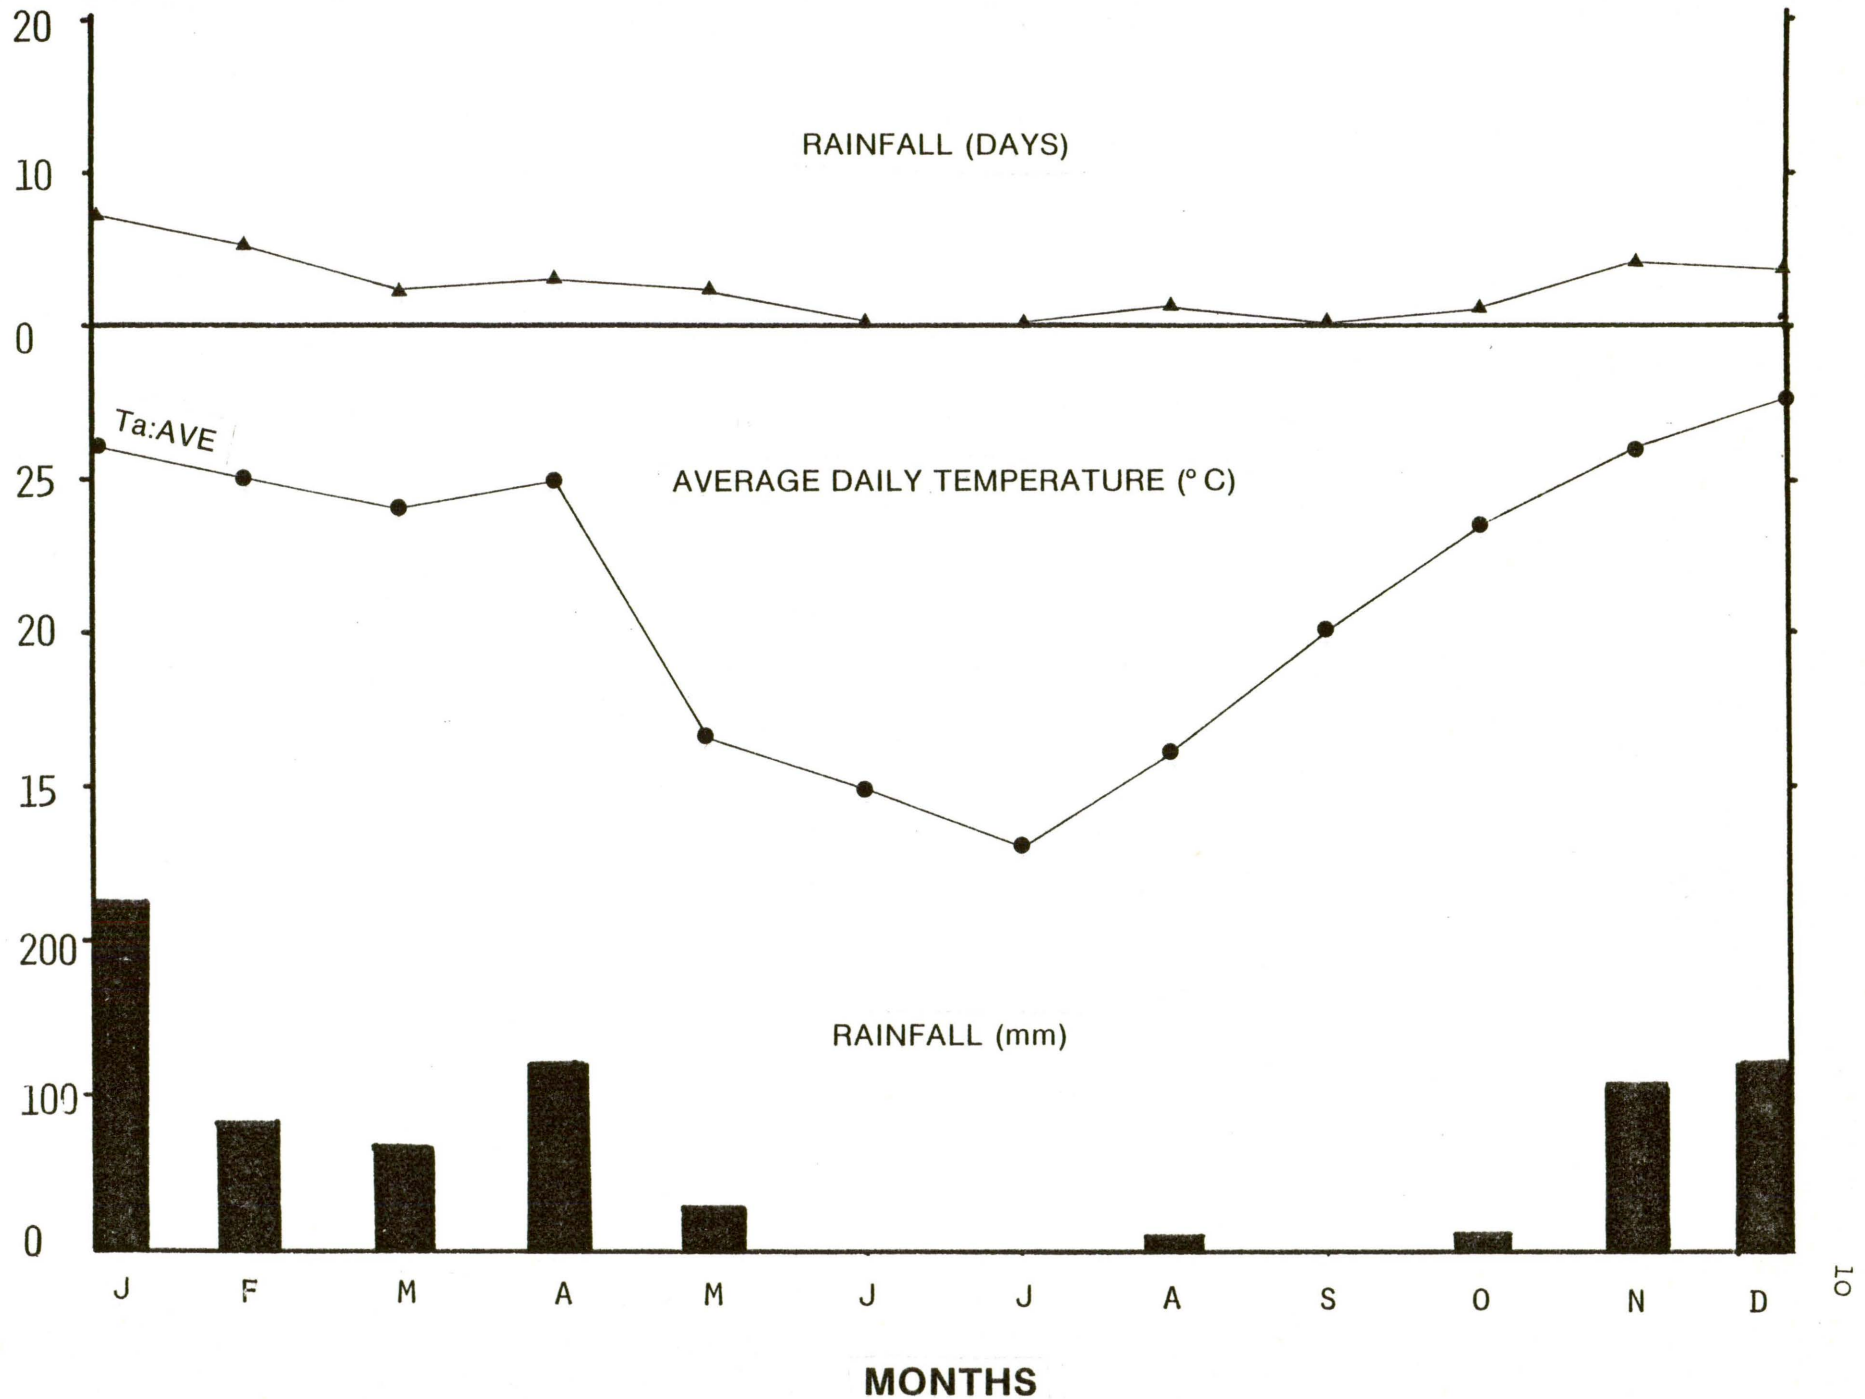 20
RAINFALL (DAYS)
10
0
Ta:AVE
25
AVERAGE DAILY TEMPERATURE (° C)
20
15
200
RAINFALL (mm)
100
0
J F M A M J J A S O N D
10
MONTHS